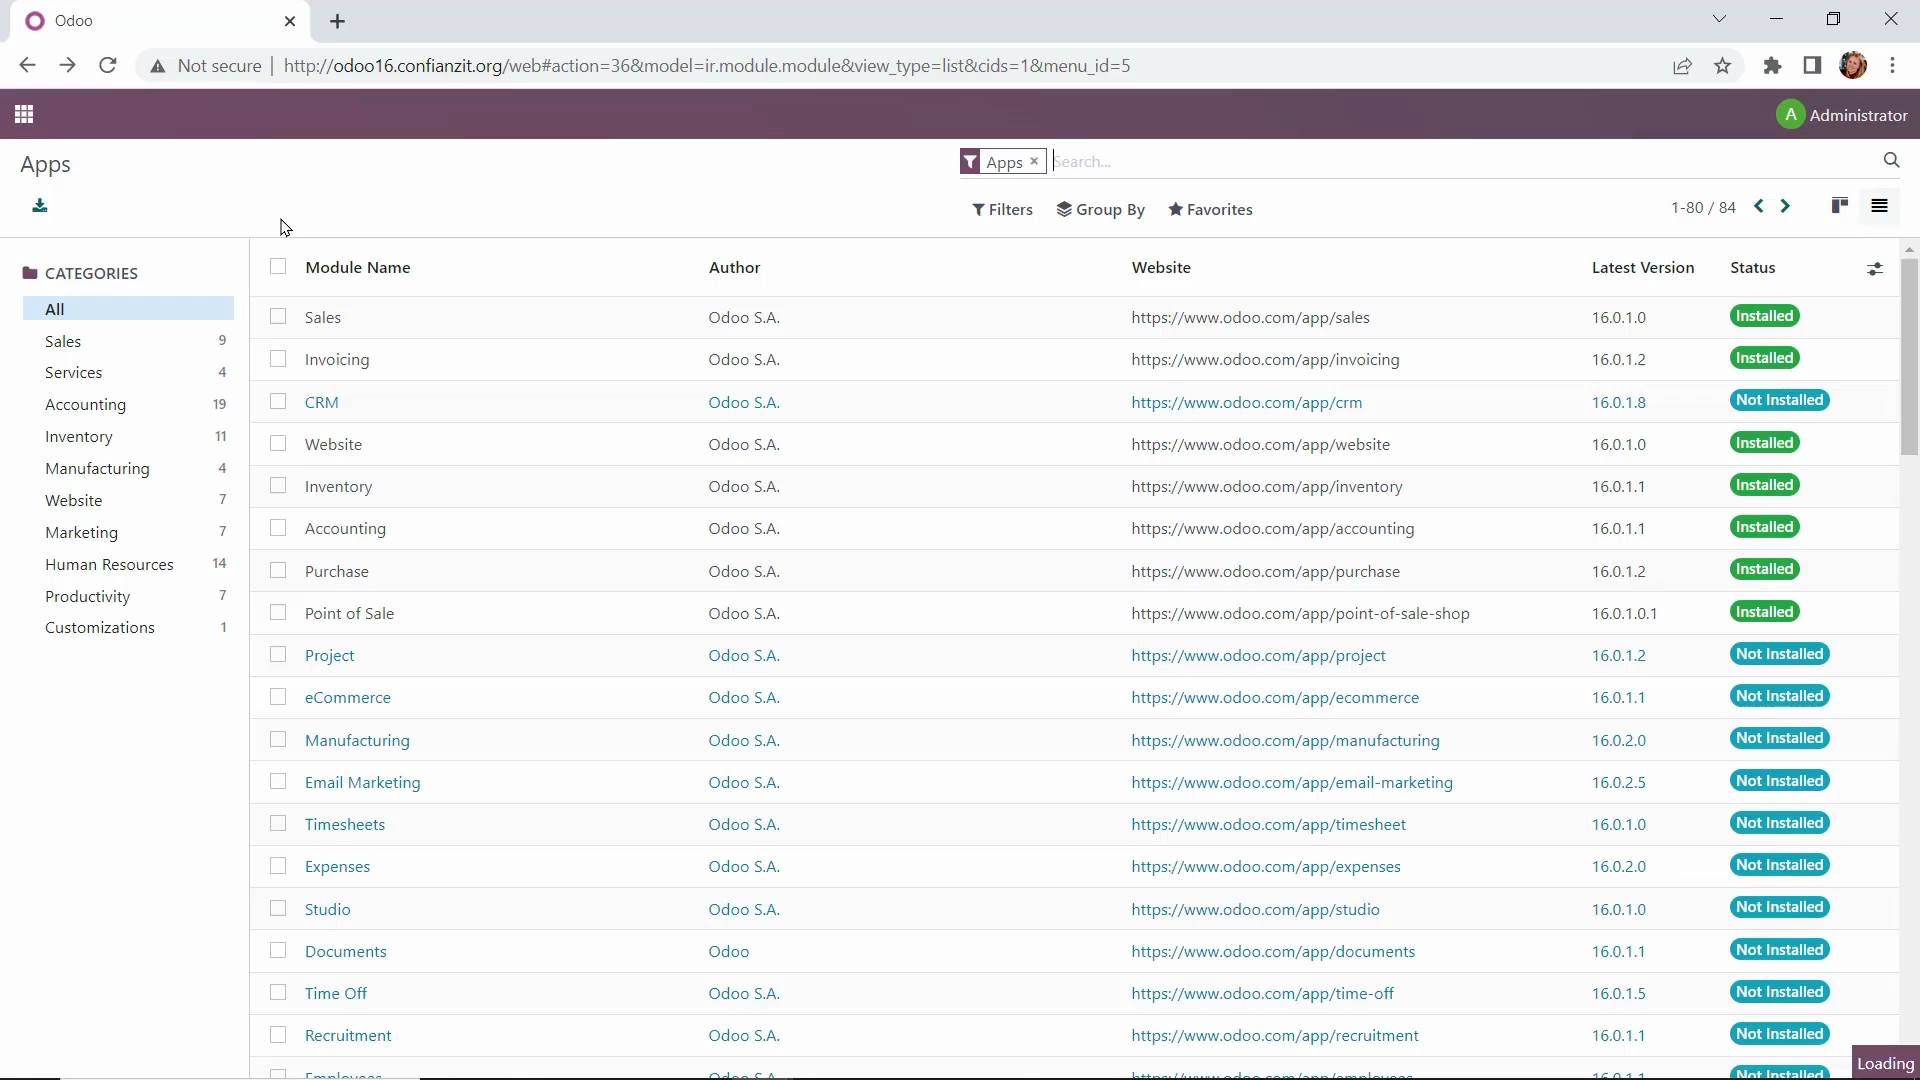 Odoo
Not secure http://odoo16.confianzit.org/web#action=36&model=ir.module.module&view_type=list&cids=1&menu_id=5
A Administrator
Apps
Apps Search...
Filters Group By Favorites 1-80 / 84
CATEGORIES
All
Sales 9
Services 4
Accounting 19
Inventory 11
Manufacturing 4
Website 7
Marketing 7
Human Resources 14
Productivity 7
Customizations 1
Module Name Author Website Latest Version Status
Sales Odoo S.A. https://www.odoo.com/app/sales 16.0.1.0 Installed
Invoicing Odoo S.A. https://www.odoo.com/app/invoicing 16.0.1.2 Installed
CRM Odoo S.A. https://www.odoo.com/app/crm 16.0.1.8 Not Installed
Website Odoo S.A. https://www.odoo.com/app/website 16.0.1.0 Installed
Inventory Odoo S.A. https://www.odoo.com/app/inventory 16.0.1.1 Installed
Accounting Odoo S.A. https://www.odoo.com/app/accounting 16.0.1.1 Installed
Purchase Odoo S.A. https://www.odoo.com/app/purchase 16.0.1.2 Installed
Point of Sale Odoo S.A. https://www.odoo.com/app/point-of-sale-shop 16.0.1.0.1 Installed
Project Odoo S.A. https://www.odoo.com/app/project 16.0.1.2 Not Installed
eCommerce Odoo S.A. https://www.odoo.com/app/ecommerce 16.0.1.1 Not Installed
Manufacturing Odoo S.A. https://www.odoo.com/app/manufacturing 16.0.2.0 Not Installed
Email Marketing Odoo S.A. https://www.odoo.com/app/email-marketing 16.0.2.5 Not Installed
Timesheets Odoo S.A. https://www.odoo.com/app/timesheet 16.0.1.0 Not Installed
Expenses Odoo S.A. https://www.odoo.com/app/expenses 16.0.2.0 Not Installed
Studio Odoo S.A. https://www.odoo.com/app/studio 16.0.1.0 Not Installed
Documents Odoo https://www.odoo.com/app/documents 16.0.1.1 Not Installed
Time Off Odoo S.A. https://www.odoo.com/app/time-off 16.0.1.5 Not Installed
Recruitment Odoo S.A. https://www.odoo.com/app/recruitment 16.0.1.1 Not Installed
Employees Odoo S.A. https://www.odoo.com/app/employees 16.0.1.1 Not Installed
Loading